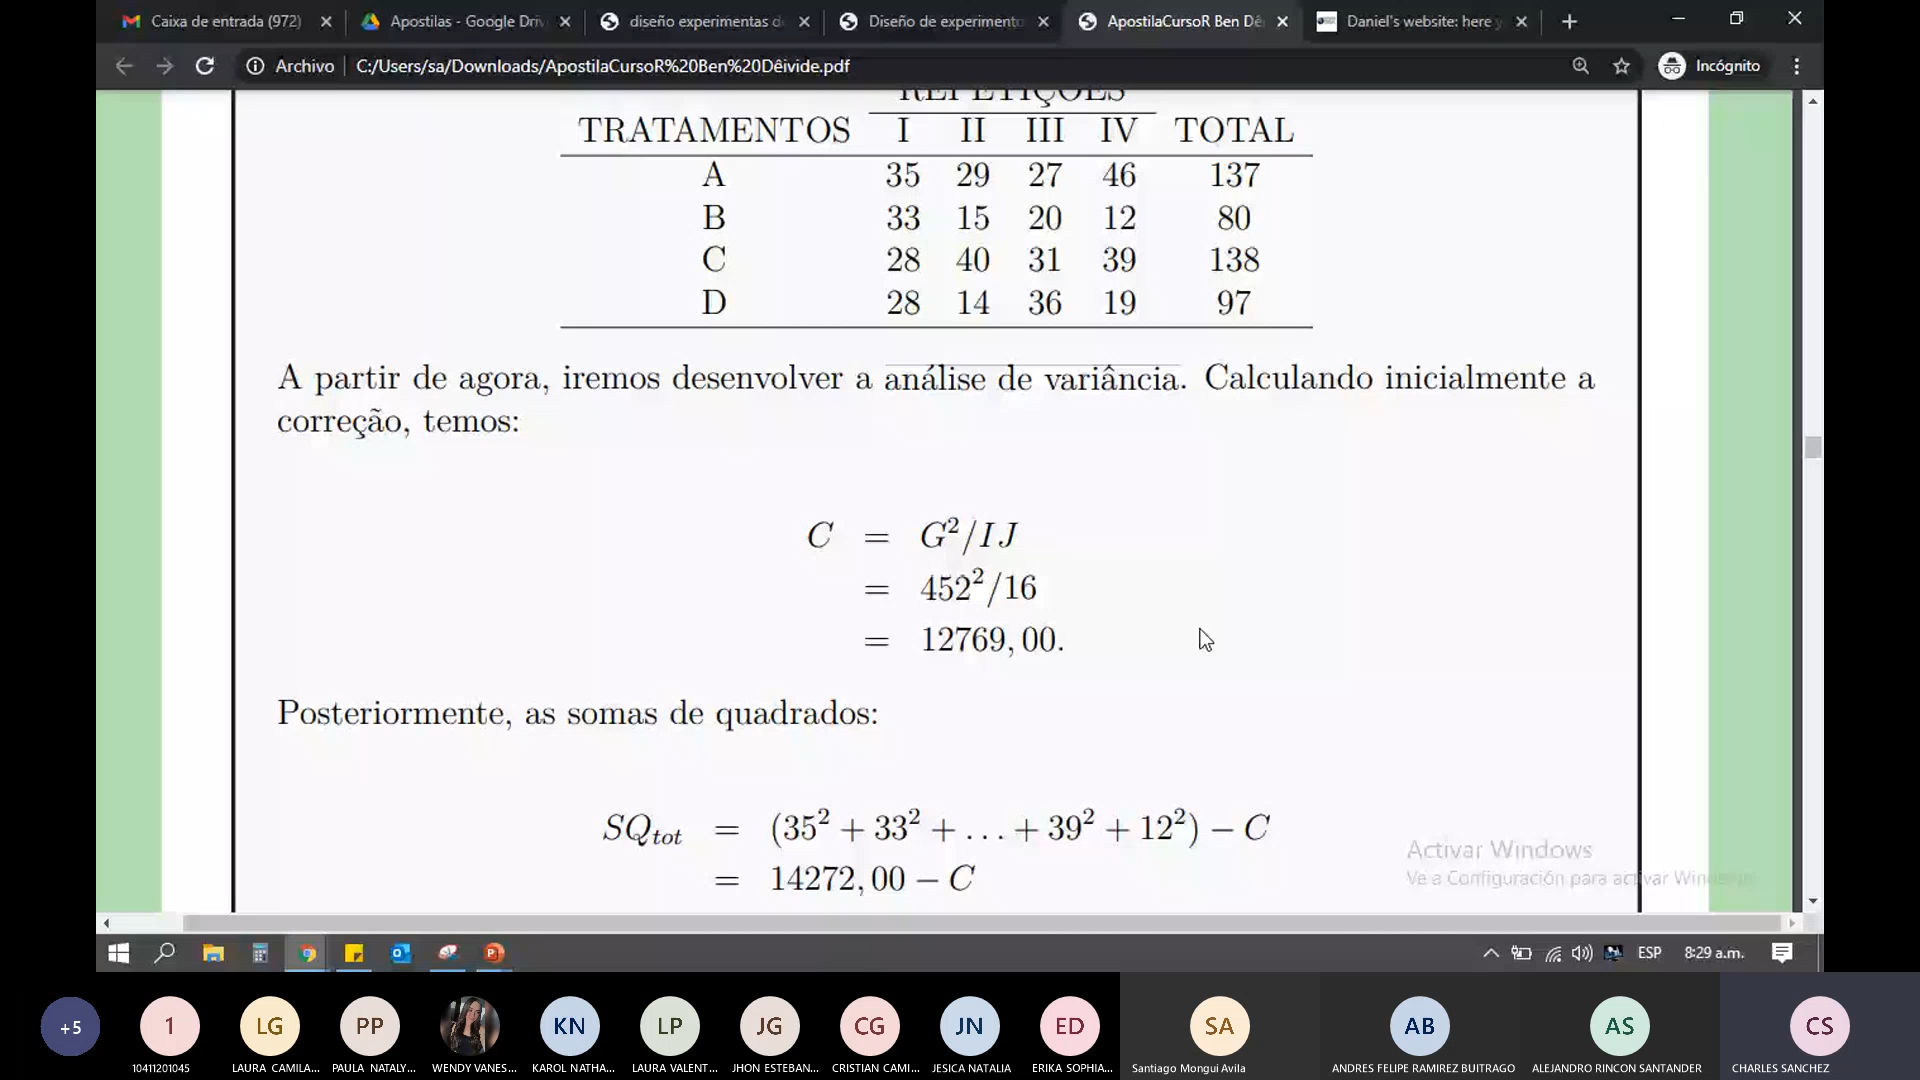 Caixa de entrada (972)
Apostilas - Google Driv
diseño experimentas d
Diseño de experimento
ApostilaCursoR Ben Dê
Daniel's website: here y
Archivo
C:/Users/sa/Downloads/ApostilaCursoR%20Ben%20Dêivide.pdf
Incógnito
REPETIÇÕES
TRATAMENTOS I II III IV TOTAL
A 35 29 27 46 137
B 33 15 20 12 80
C 28 40 31 39 138
D 28 14 36 19 97
A partir de agora, iremos desenvolver a análise de variância. Calculando inicialmente a
correção, temos:
C = G²/IJ
= 452²/16
= 12769, 00.
Posteriormente, as somas de quadrados:
SQtot = (35² + 33² + . . . + 39² + 12²) − C
= 14272, 00 − C
Activar Windows
Ve a Configuración para activar Windows.
ESP
8:29 a.m.
+5
1
LG
PP
KN
LP
JG
CG
JN
ED
SA
AB
AS
CS
10411201045
LAURA CAMILA...
PAULA NATALY...
WENDY VANES...
KAROL NATHA...
LAURA VALENT...
JHON ESTEBAN...
CRISTIAN CAMI...
JESICA NATALIA
ERIKA SOPHIA...
Santiago Mongui Avila
ANDRES FELIPE RAMIREZ BUITRAGO
ALEJANDRO RINCON SANTANDER
CHARLES SANCHEZ